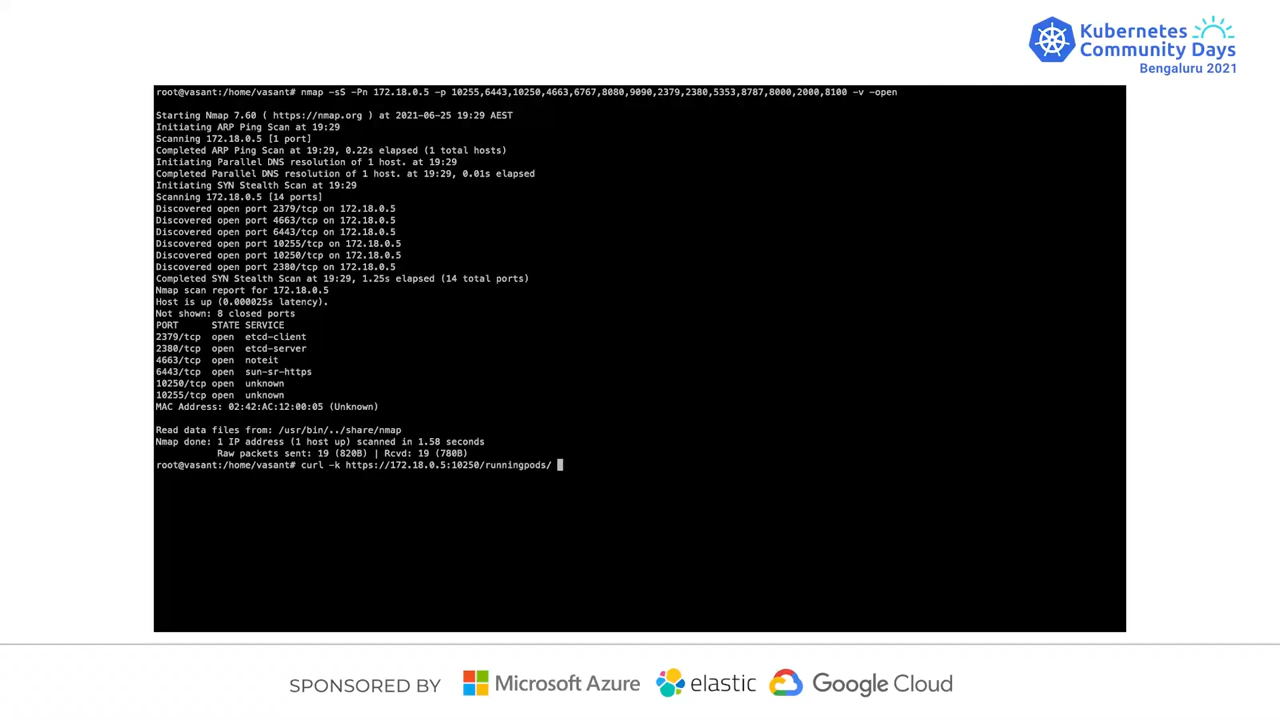 Kubernetes
Community Days
Bengaluru 2021
root@vasant:/home/vasant# nmap -sS -Pn 172.18.0.5 -p 10255,6443,10250,4663,6767,8080,9090,2379,2380,5353,8787,8000,2000,8100 -v -open
Starting Nmap 7.60 ( https://nmap.org ) at 2021-06-25 19:29 AEST
Initiating ARP Ping Scan at 19:29
Scanning 172.18.0.5 [1 port]
Completed ARP Ping Scan at 19:29, 0.22s elapsed (1 total hosts)
Initiating Parallel DNS resolution of 1 host. at 19:29
Completed Parallel DNS resolution of 1 host. at 19:29, 0.01s elapsed
Initiating SYN Stealth Scan at 19:29
Scanning 172.18.0.5 [14 ports]
Discovered open port 2379/tcp on 172.18.0.5
Discovered open port 4663/tcp on 172.18.0.5
Discovered open port 6443/tcp on 172.18.0.5
Discovered open port 10255/tcp on 172.18.0.5
Discovered open port 10250/tcp on 172.18.0.5
Discovered open port 2380/tcp on 172.18.0.5
Completed SYN Stealth Scan at 19:29, 1.25s elapsed (14 total ports)
Nmap scan report for 172.18.0.5
Host is up (0.000025s latency).
Not shown: 8 closed ports
PORT STATE SERVICE
2379/tcp open etcd-client
2380/tcp open etcd-server
4663/tcp open noteit
6443/tcp open sun-sr-https
10250/tcp open unknown
10255/tcp open unknown
MAC Address: 02:42:AC:12:00:05 (Unknown)
Read data files from: /usr/bin/../share/nmap
Nmap done: 1 IP address (1 host up) scanned in 1.58 seconds
Raw packets sent: 19 (820B) | Rcvd: 19 (780B)
root@vasant:/home/vasant# curl -k https://172.18.0.5:10250/runningpods/
SPONSORED BY Microsoft Azure elastic Google Cloud